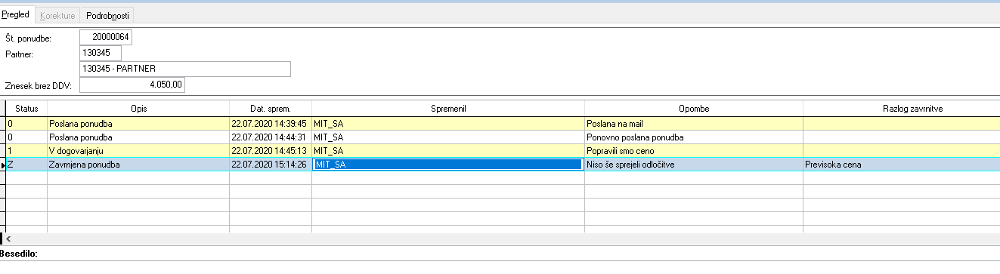 Pregled Korekture Podrobnosti
Št. ponudbe: 20000064
Partner: 130345
130345 - PARTNER
Znesek brez DDV: 4.050,00
Status Opis Dat. sprem. Spremenil Opombe Razlog zavrnitve
0 Poslana ponudba 22.07.2020 14:39:45 MIT_SA Poslana na mail
0 Poslana ponudba 22.07.2020 14:44:31 MIT_SA Ponovno poslana ponudba
1 V dogovarjanju 22.07.2020 14:45:13 MIT_SA Popravili smo ceno
Z Zavrnjena ponudba 22.07.2020 15:14:26 MIT_SA Niso še sprejeli odločitve Previsoka cena
Besedilo: